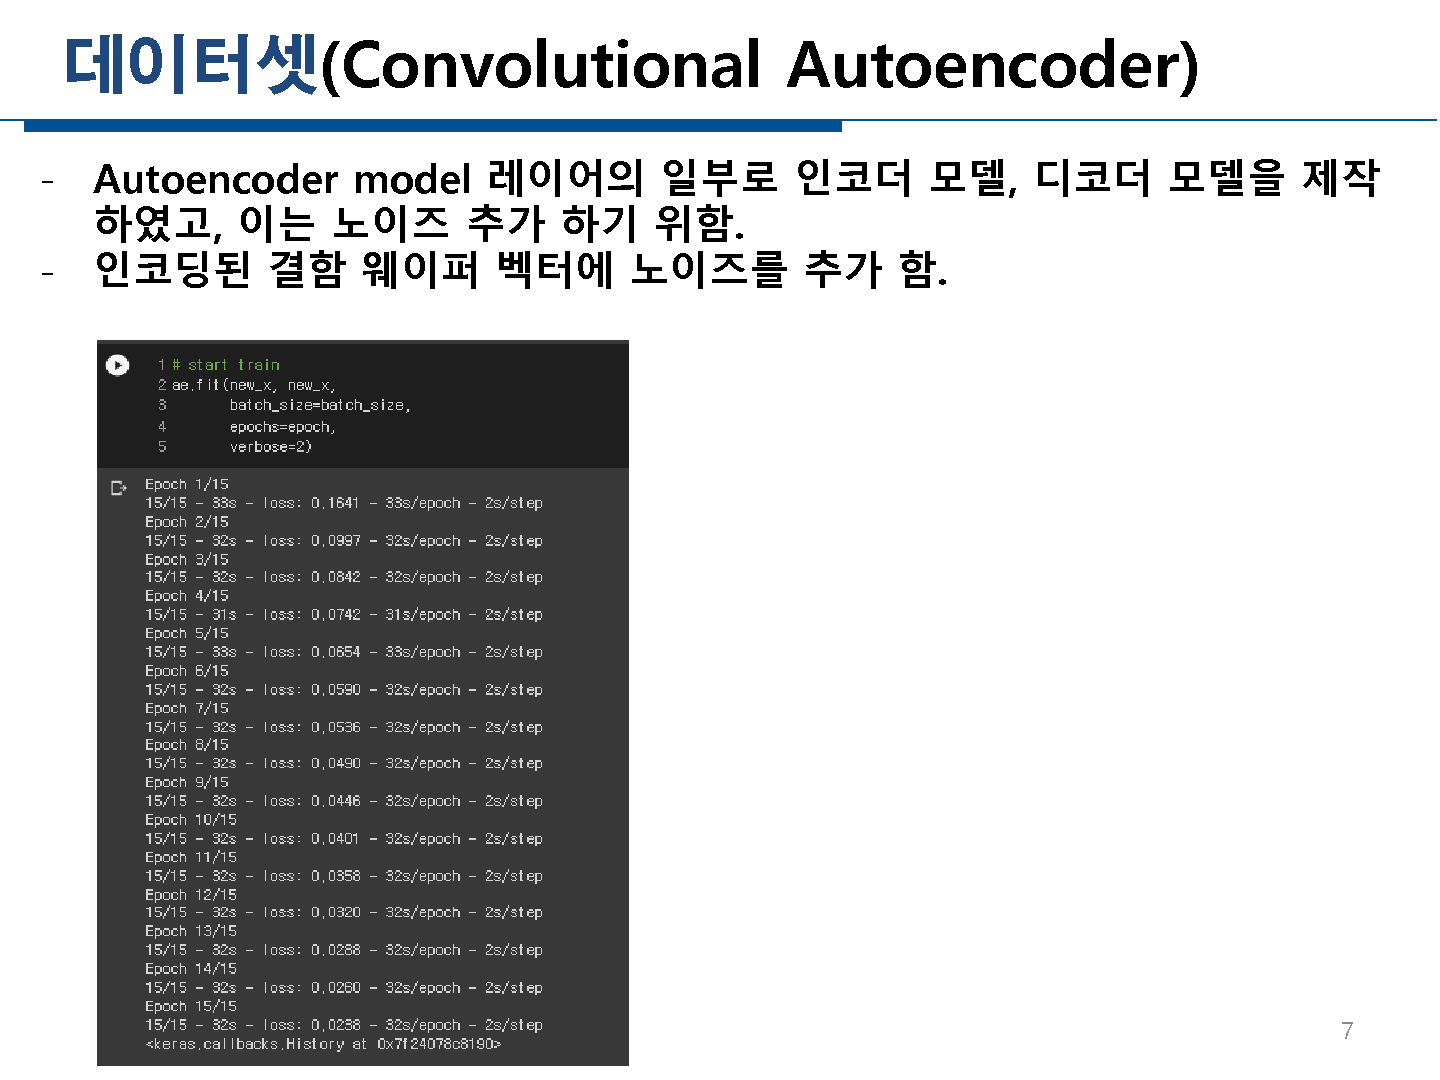 데이터셋(Convolutional Autoencoder)
- Autoencoder model 레이어의 일부로 인코더 모델, 디코더 모델을 제작
하였고, 이는 노이즈 추가 하기 위함.
- 인코딩된 결함 웨이퍼 벡터에 노이즈를 추가 함.
1 # start train
2 ae.fit(new_x, new_x,
3 batch_size=batch_size,
4 epochs=epoch,
5 verbose=2)
Epoch 1/15
15/15 - 33s - loss: 0.1641 - 33s/epoch - 2s/step
Epoch 2/15
15/15 - 32s - loss: 0.0997 - 32s/epoch - 2s/step
Epoch 3/15
15/15 - 32s - loss: 0.0842 - 32s/epoch - 2s/step
Epoch 4/15
15/15 - 31s - loss: 0.0742 - 31s/epoch - 2s/step
Epoch 5/15
15/15 - 33s - loss: 0.0654 - 33s/epoch - 2s/step
Epoch 6/15
15/15 - 32s - loss: 0.0590 - 32s/epoch - 2s/step
Epoch 7/15
15/15 - 32s - loss: 0.0536 - 32s/epoch - 2s/step
Epoch 8/15
15/15 - 32s - loss: 0.0490 - 32s/epoch - 2s/step
Epoch 9/15
15/15 - 32s - loss: 0.0446 - 32s/epoch - 2s/step
Epoch 10/15
15/15 - 32s - loss: 0.0401 - 32s/epoch - 2s/step
Epoch 11/15
15/15 - 32s - loss: 0.0358 - 32s/epoch - 2s/step
Epoch 12/15
15/15 - 32s - loss: 0.0320 - 32s/epoch - 2s/step
Epoch 13/15
15/15 - 32s - loss: 0.0288 - 32s/epoch - 2s/step
Epoch 14/15
15/15 - 32s - loss: 0.0260 - 32s/epoch - 2s/step
Epoch 15/15
15/15 - 32s - loss: 0.0238 - 32s/epoch - 2s/step
<keras.callbacks.History at 0x7f24078c8190>
7